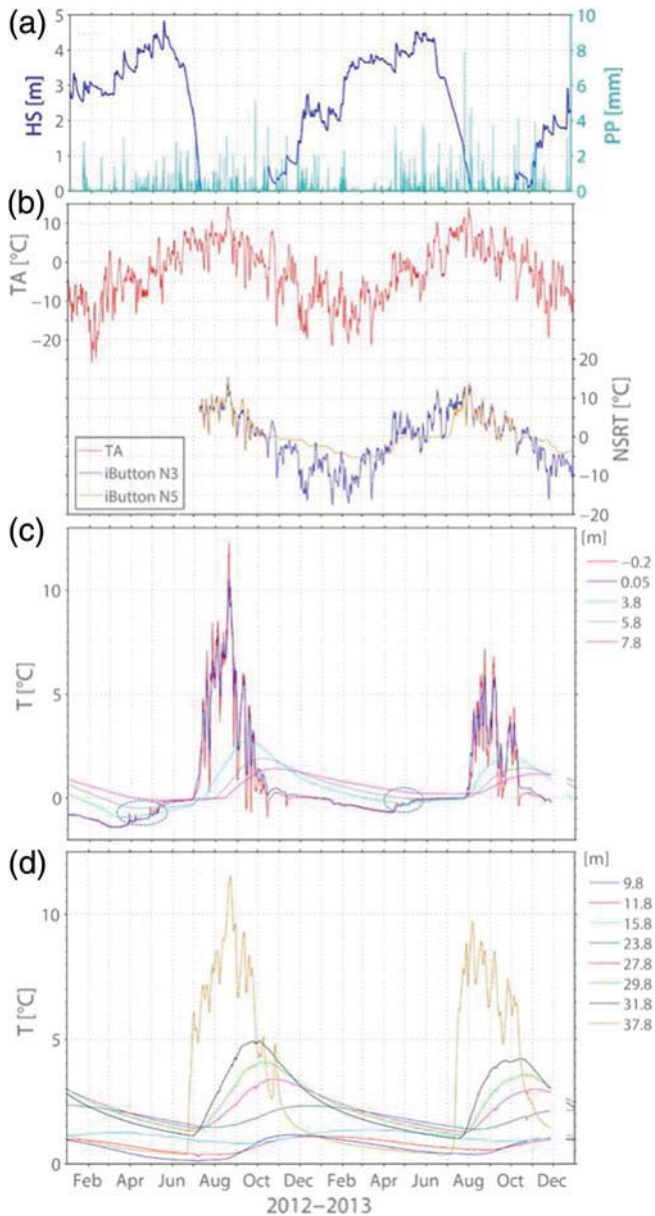 (a)
HS [m]
5
4
3
2
1
0
10
8
6
4
2
0
PP [mm]
(b)
TA [°C]
10
0
−10
−20
20
10
0
−10
−20
NSRT [°C]
TA
iButton N3
iButton N5
(c)
T [°C]
10
5
0
[m]
−0.2
0.05
3.8
5.8
7.8
(d)
T [°C]
10
5
0
[m]
9.8
11.8
15.8
23.8
27.8
29.8
31.8
37.8
Feb Apr Jun Aug Oct Dec Feb Apr Jun Aug Oct Dec
2012−2013